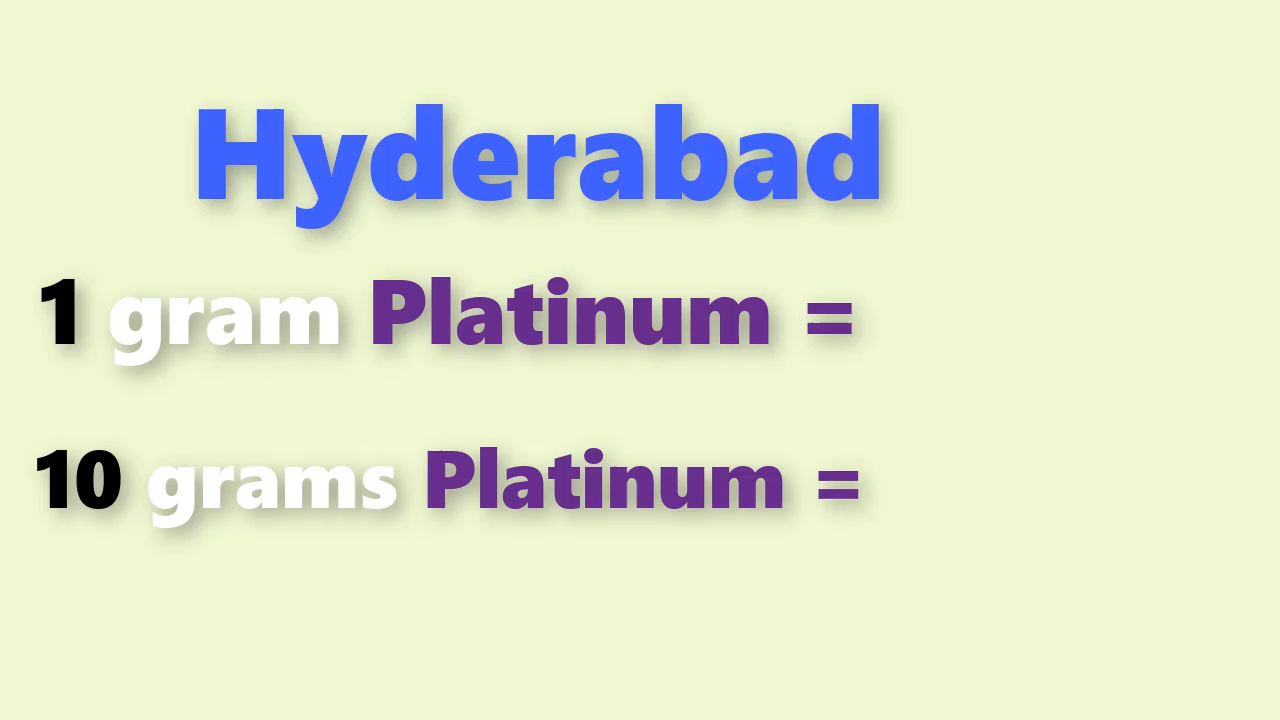 Hyderabad
1 gram Platinum =
10 grams Platinum =